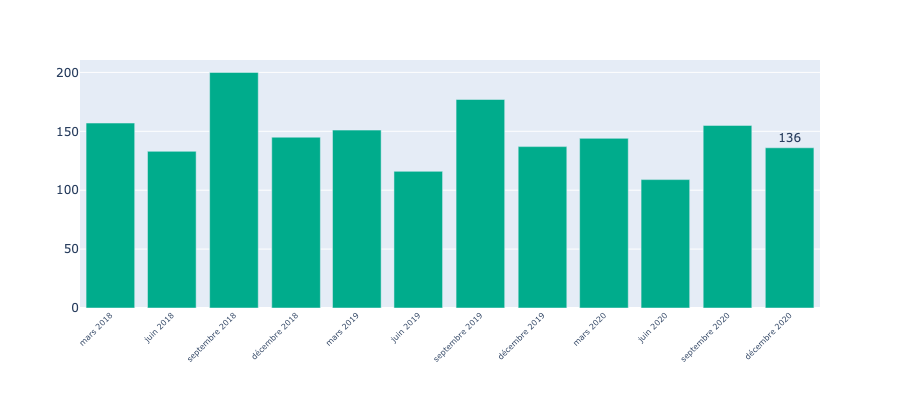 200
150
100
50
0
136
mars 2018
juin 2018
septembre 2018
décembre 2018
mars 2019
juin 2019
septembre 2019
décembre 2019
mars 2020
juin 2020
septembre 2020
décembre 2020